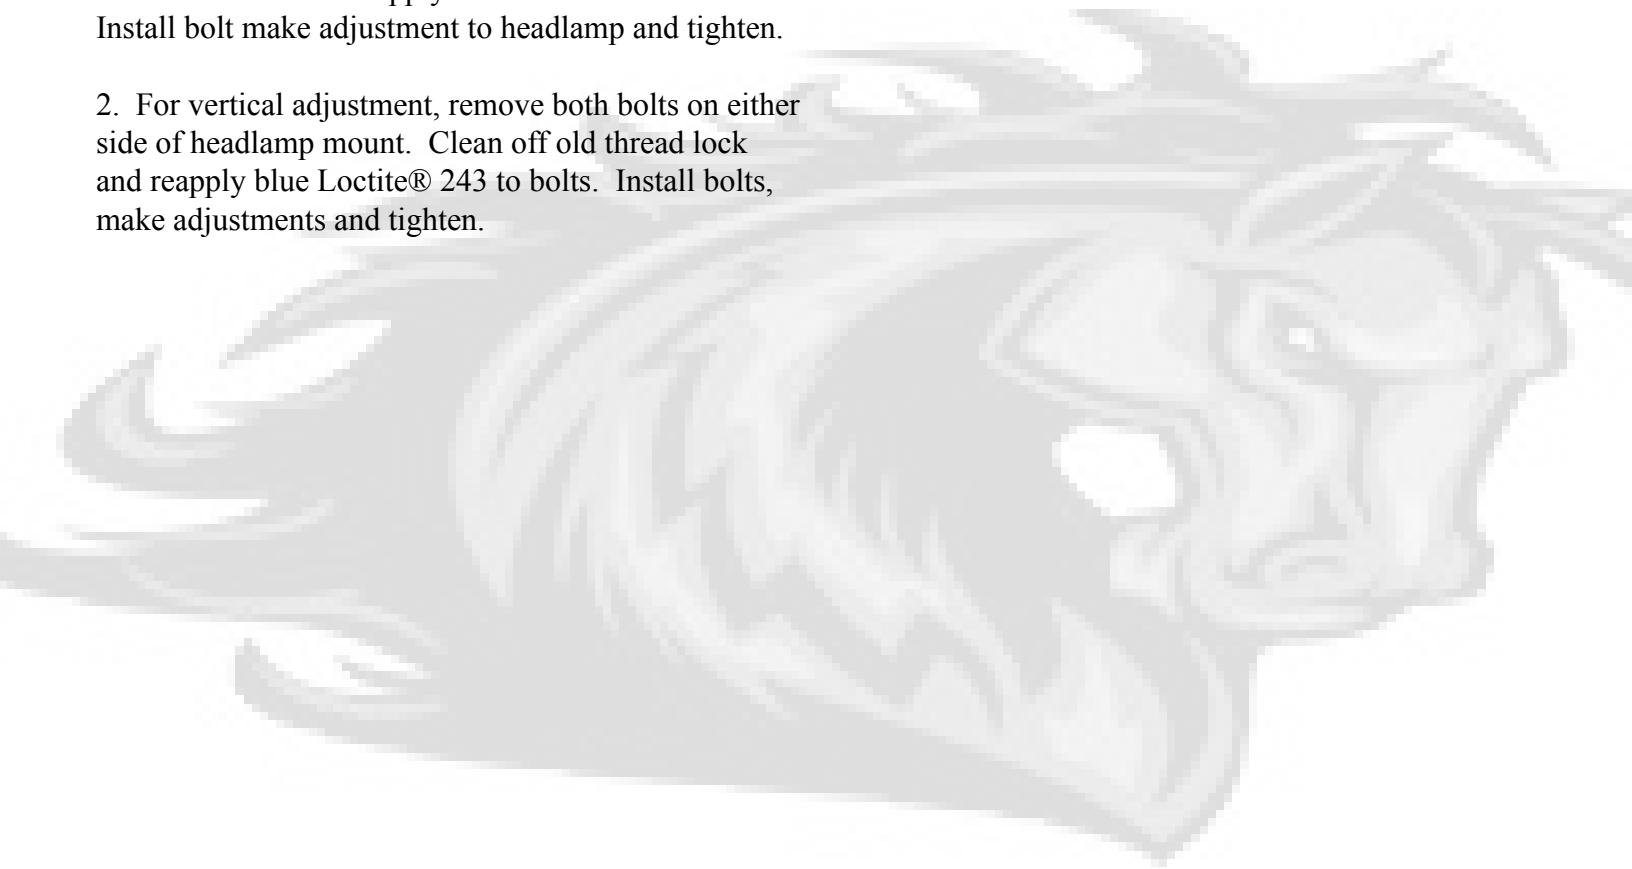 Install bolt make adjustment to headlamp and tighten.
2. For vertical adjustment, remove both bolts on either
side of headlamp mount. Clean off old thread lock
and reapply blue Loctite® 243 to bolts. Install bolts,
make adjustments and tighten.